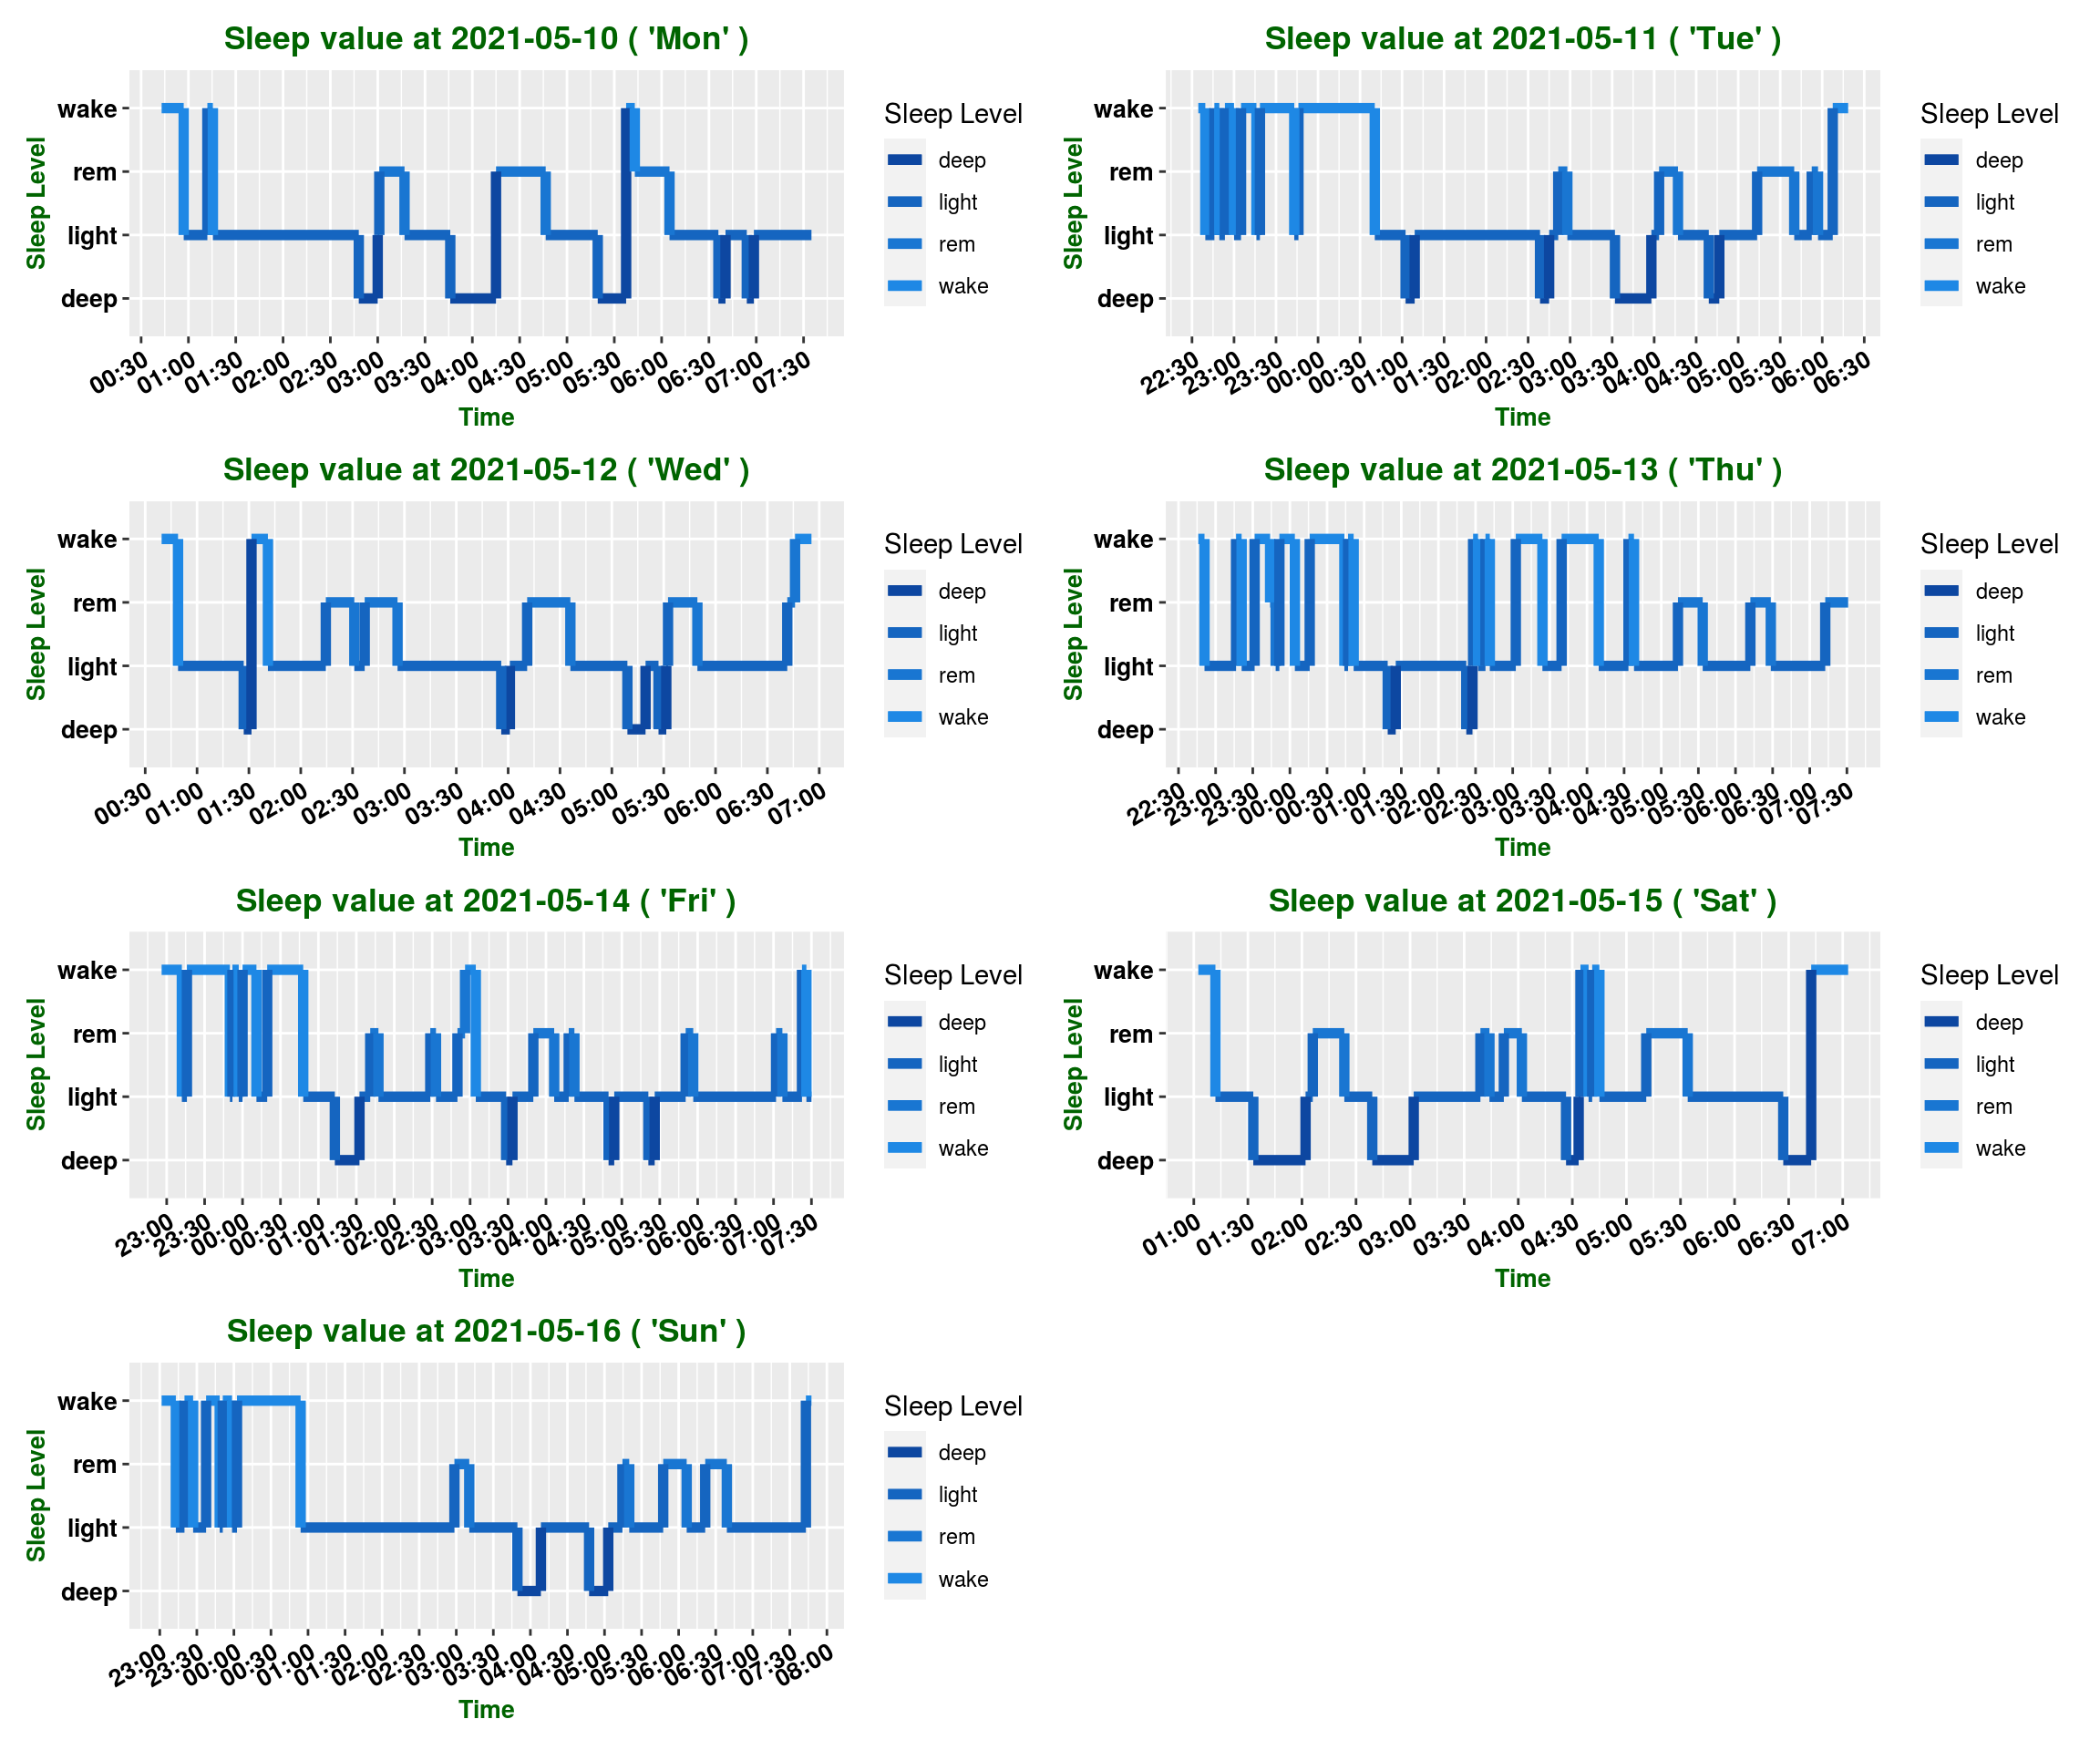 Sleep value at 2021-05-10 ( 'Mon' )
Sleep Level
wake
rem
light
deep
00:30 01:00 01:30 02:00 02:30 03:00 03:30 04:00 04:30 05:00 05:30 06:00 06:30 07:00 07:30
Time
Sleep Level
deep
light
rem
wake
Sleep value at 2021-05-11 ( 'Tue' )
Sleep Level
wake
rem
light
deep
22:30 23:00 23:30 00:00 00:30 01:00 01:30 02:00 02:30 03:00 03:30 04:00 04:30 05:00 05:30 06:00 06:30
Time
Sleep Level
deep
light
rem
wake
Sleep value at 2021-05-12 ( 'Wed' )
Sleep Level
wake
rem
light
deep
00:30 01:00 01:30 02:00 02:30 03:00 03:30 04:00 04:30 05:00 05:30 06:00 06:30 07:00
Time
Sleep Level
deep
light
rem
wake
Sleep value at 2021-05-13 ( 'Thu' )
Sleep Level
wake
rem
light
deep
22:30 23:00 23:30 00:00 00:30 01:00 01:30 02:00 02:30 03:00 03:30 04:00 04:30 05:00 05:30 06:00 06:30 07:00 07:30
Time
Sleep Level
deep
light
rem
wake
Sleep value at 2021-05-14 ( 'Fri' )
Sleep Level
wake
rem
light
deep
23:00 23:30 00:00 00:30 01:00 01:30 02:00 02:30 03:00 03:30 04:00 04:30 05:00 05:30 06:00 06:30 07:00 07:30
Time
Sleep Level
deep
light
rem
wake
Sleep value at 2021-05-15 ( 'Sat' )
Sleep Level
wake
rem
light
deep
01:00 01:30 02:00 02:30 03:00 03:30 04:00 04:30 05:00 05:30 06:00 06:30 07:00
Time
Sleep Level
deep
light
rem
wake
Sleep value at 2021-05-16 ( 'Sun' )
Sleep Level
wake
rem
light
deep
23:00 23:30 00:00 00:30 01:00 01:30 02:00 02:30 03:00 03:30 04:00 04:30 05:00 05:30 06:00 06:30 07:00 07:30 08:00
Time
Sleep Level
deep
light
rem
wake